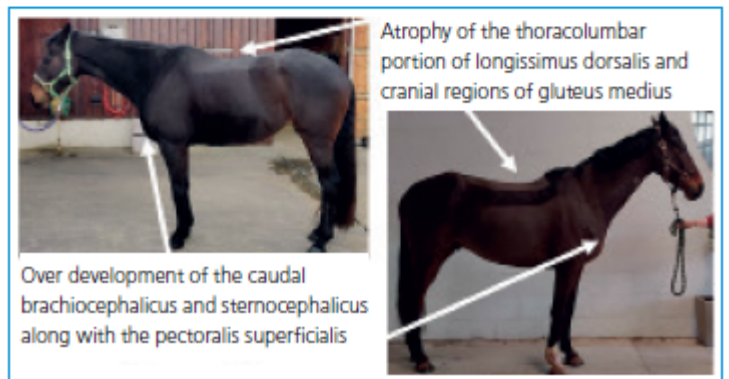 Atrophy of the thoracolumbar
portion of longissimus dorsalis and
cranial regions of gluteus medius
Over development of the caudal
brachiocephalicus and sternocephalicus
along with the pectoralis superficialis